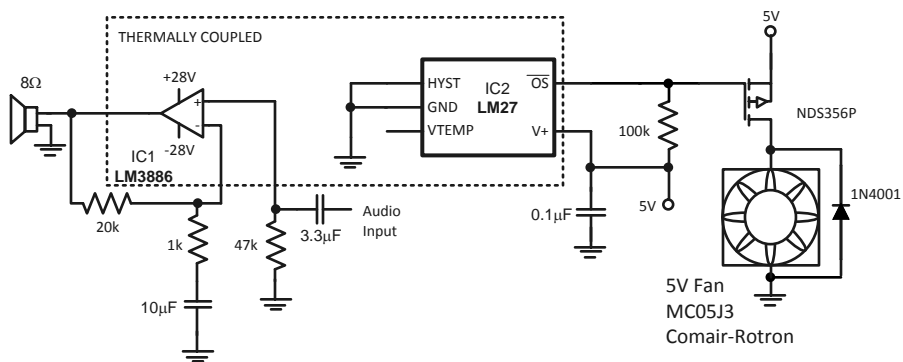 THERMALLY COUPLED
5V
8Ω
+28V
+
-
-28V
IC1
LM3886
HYST
GND
VTEMP
IC2
LM27
OS
V+
100k
NDS356P
20k
1k
47k
3.3µF
Audio
Input
10µF
0.1µF
5V
1N4001
5V Fan
MC05J3
Comair-Rotron